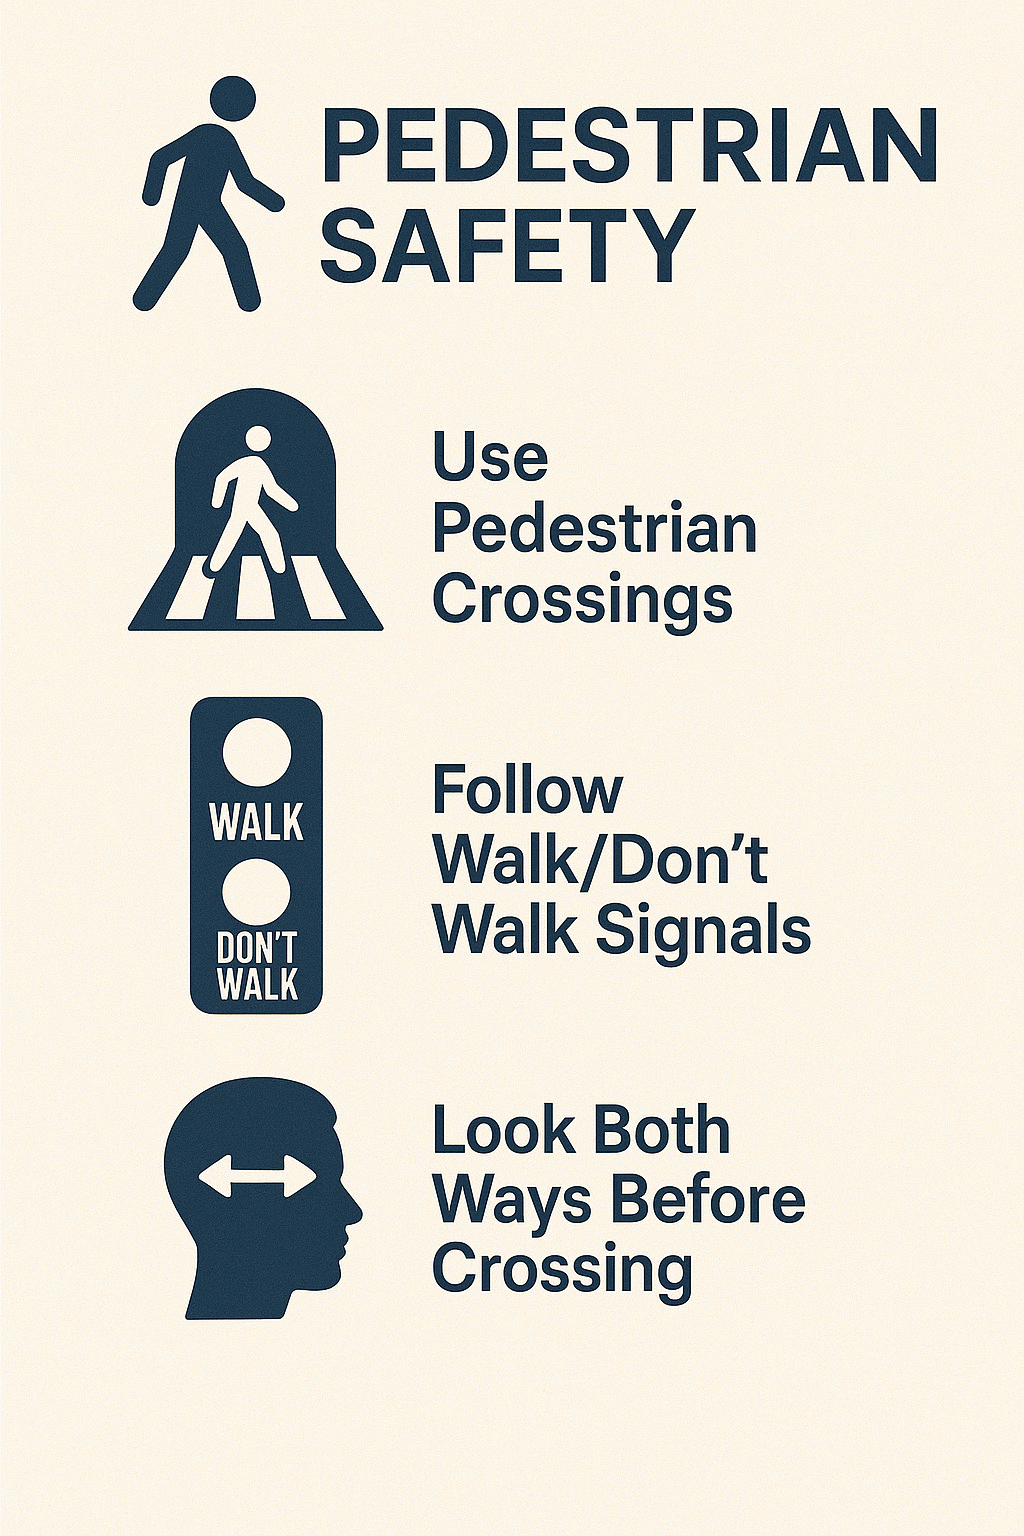 PEDESTRIAN
SAFETY
Use
Pedestrian
Crossings
WALK
DON'T
WALK
Follow
Walk/Don't
Walk Signals
Look Both
Ways Before
Crossing